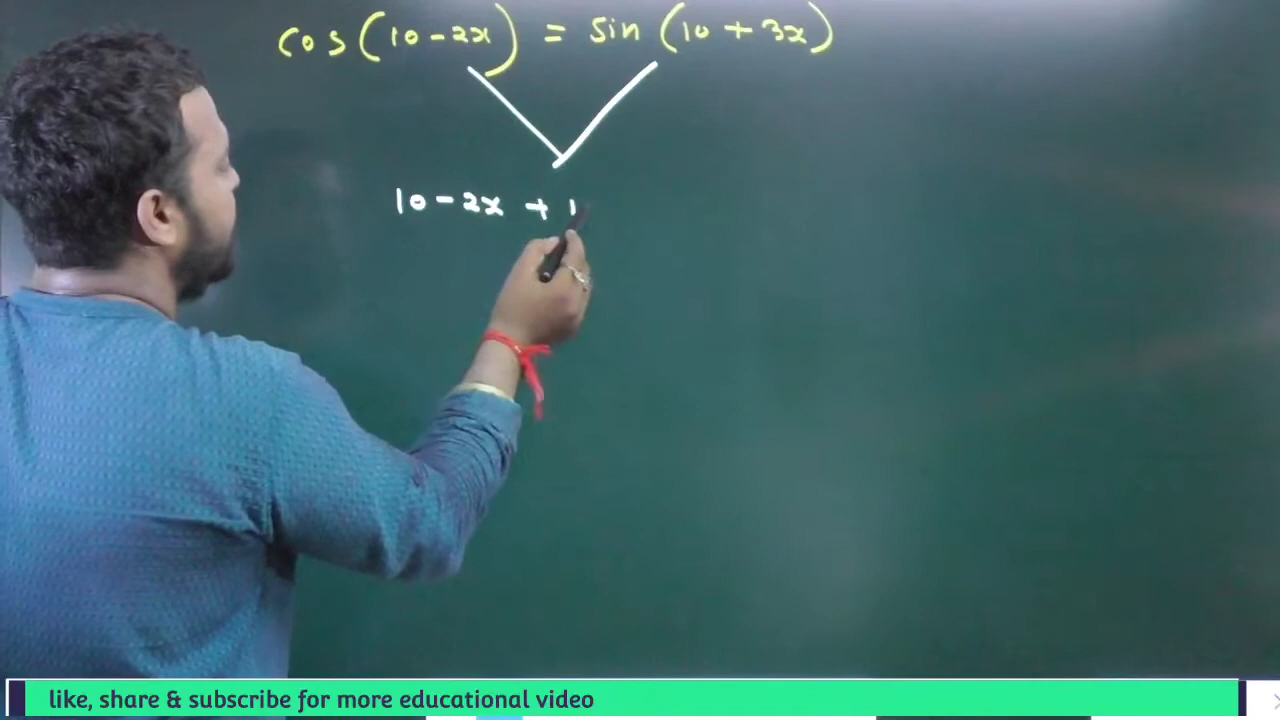 cos (10-2x) = sin (10 + 3x)
10-2x + 1
like, share & subscribe for more educational video